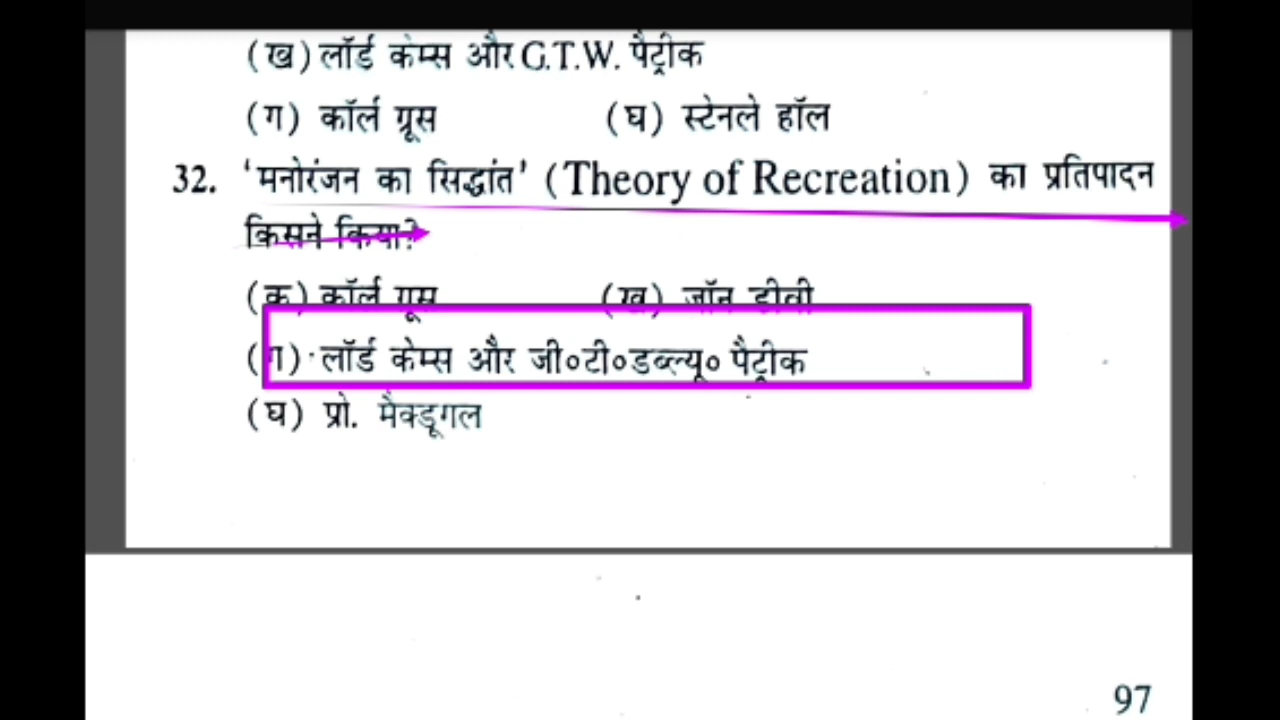 (ख) लॉर्ड केम्स और G.T.W. पैट्रीक
(ग) कॉर्ल ग्रूस (घ) स्टेनले हॉल
32. 'मनोरंजन का सिद्धांत' (Theory of Recreation) का प्रतिपादन
किसने किया?
(क) कॉर्ल ग्रूस (ख) जॉन डीवी
(ग) लॉर्ड केम्स और जी०टी०डब्ल्यू० पैट्रीक
(घ) प्रो. मैक्डूगल
97